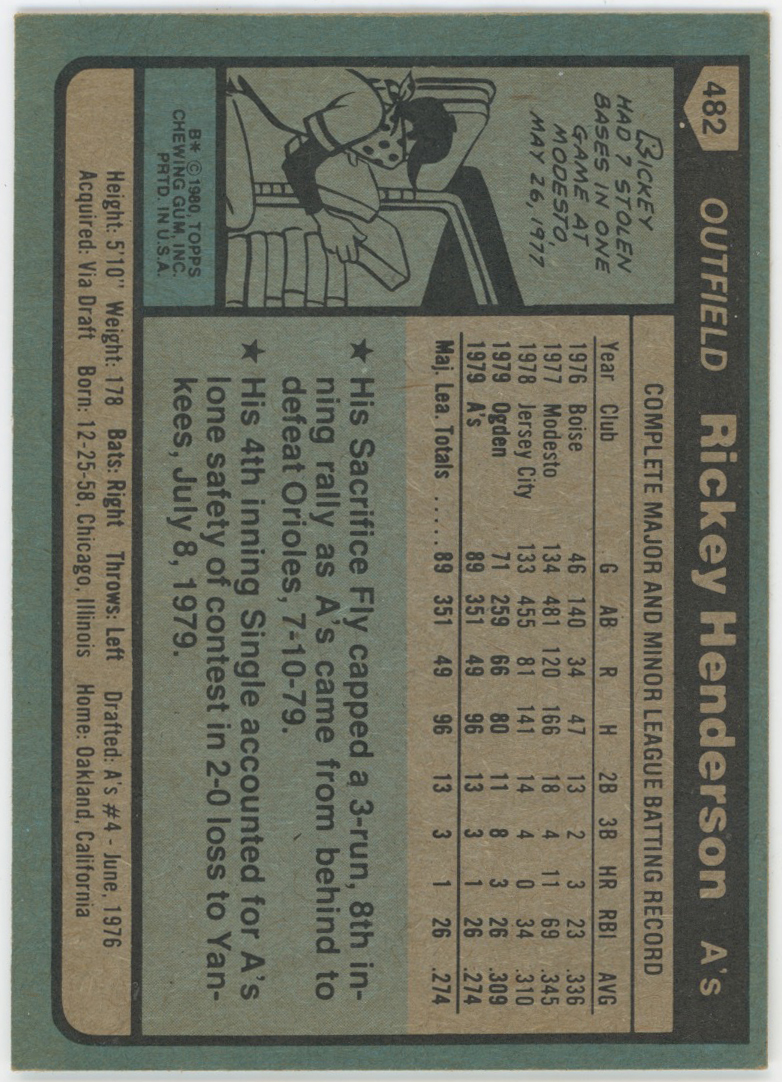 482 OUTFIELD Rickey Henderson A's
RICKEY
HAD 7 STOLEN
BASES IN ONE
GAME AT
MODESTO,
MAY 26, 1977
B* © 1980, TOPPS
CHEWING GUM, INC.
PRTD. IN U.S.A.
COMPLETE MAJOR AND MINOR LEAGUE BATTING RECORD
Year Club G AB R H 2B 3B HR RBI AVG
1976 Boise 46 140 34 47 13 2 3 23 .336
1977 Modesto 134 481 120 166 18 4 11 69 .345
1978 Jersey City 133 455 81 141 14 4 0 34 .310
1979 Ogden 71 259 66 80 11 8 3 26 .309
1979 A's 89 351 49 96 13 3 1 26 .274
Maj. Lea. Totals ...... 89 351 49 96 13 3 1 26 .274
★ His Sacrifice Fly capped a 3-run, 8th in-
ning rally as A's came from behind to
defeat Orioles, 7-10-79.
★ His 4th inning Single accounted for A's
lone safety of contest in 2-0 loss to Yan-
kees, July 8, 1979.
Height: 5'10" Weight: 178 Bats: Right Throws: Left Drafted: A's #4 - June, 1976
Acquired: Via Draft Born: 12-25-58, Chicago, Illinois Home: Oakland, California